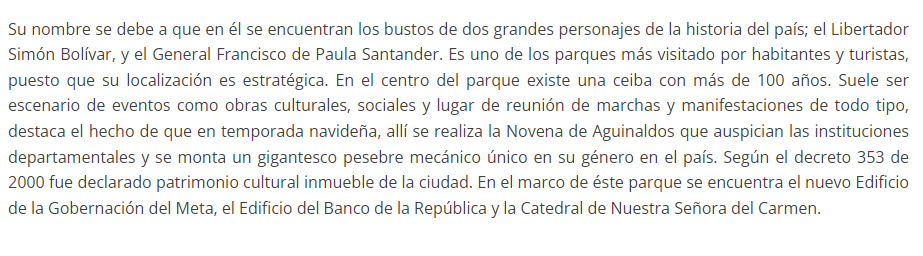 Su nombre se debe a que en él se encuentran los bustos de dos grandes personajes de la historia del país; el Libertador
Simón Bolívar, y el General Francisco de Paula Santander. Es uno de los parques más visitado por habitantes y turistas,
puesto que su localización es estratégica. En el centro del parque existe una ceiba con más de 100 años. Suele ser
escenario de eventos como obras culturales, sociales y lugar de reunión de marchas y manifestaciones de todo tipo,
destaca el hecho de que en temporada navideña, allí se realiza la Novena de Aguinaldos que auspician las instituciones
departamentales y se monta un gigantesco pesebre mecánico único en su género en el país. Según el decreto 353 de
2000 fue declarado patrimonio cultural inmueble de la ciudad. En el marco de éste parque se encuentra el nuevo Edificio
de la Gobernación del Meta, el Edificio del Banco de la República y la Catedral de Nuestra Señora del Carmen.